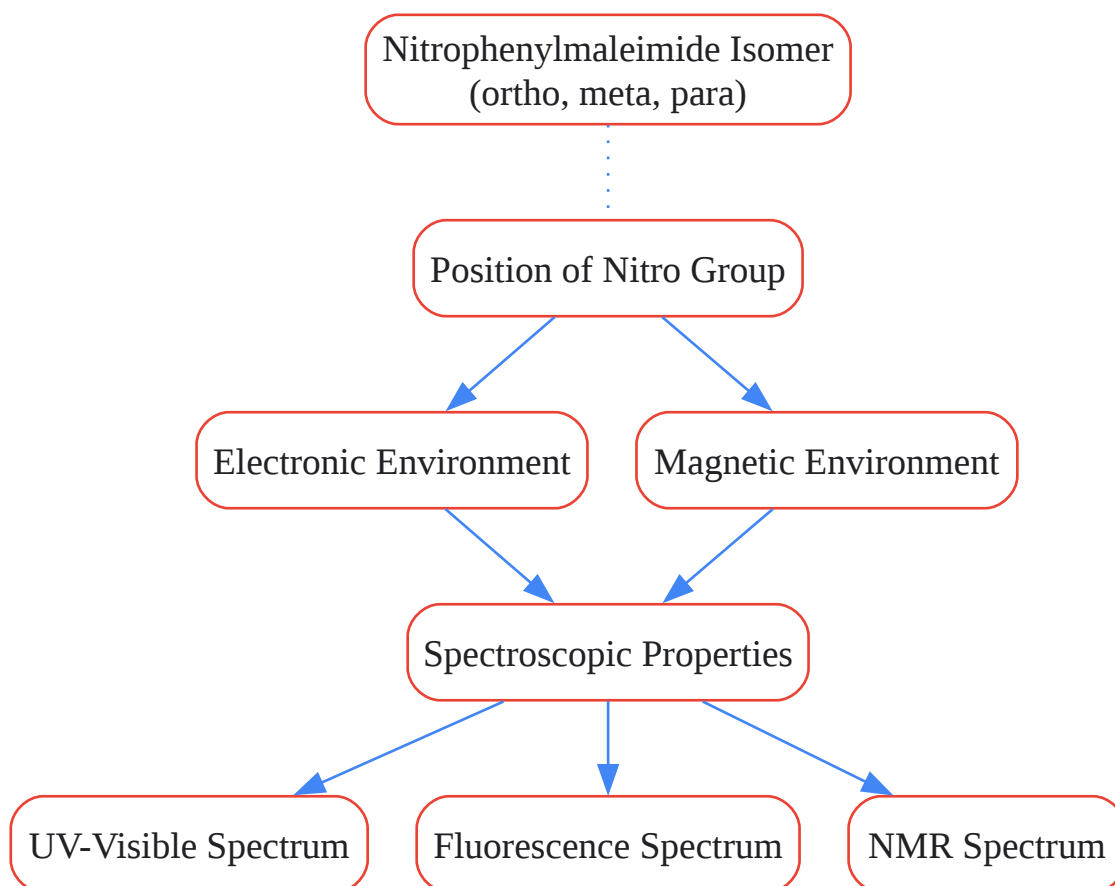 Nitrophenylmaleimide Isomer
(ortho, meta, para)
Position of Nitro Group
Electronic Environment
Magnetic Environment
Spectroscopic Properties
UV-Visible Spectrum
Fluorescence Spectrum
NMR Spectrum